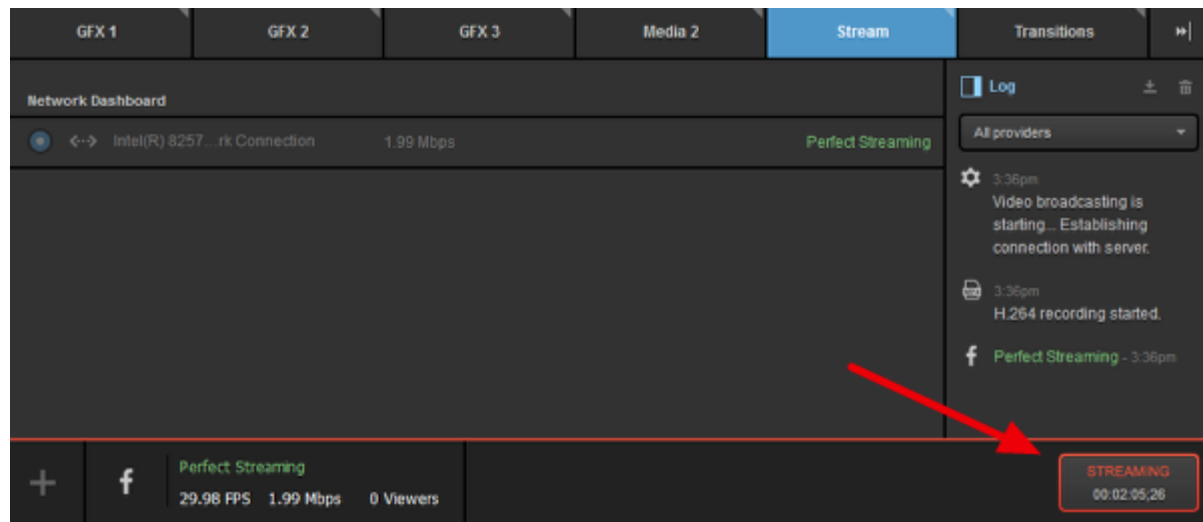 GFX 1
GFX 2
GFX 3
Media 2
Stream
Transitions
Network Dashboard
Intel(R) 8257...rk Connection
1.99 Mbps
Perfect Streaming
Log
All providers
3:36pm
Video broadcasting is
starting... Establishing
connection with server.
3:36pm
H.264 recording started.
Perfect Streaming - 3:36pm
Perfect Streaming
29.98 FPS 1.99 Mbps 0 Viewers
STREAMING
00:02:05;26